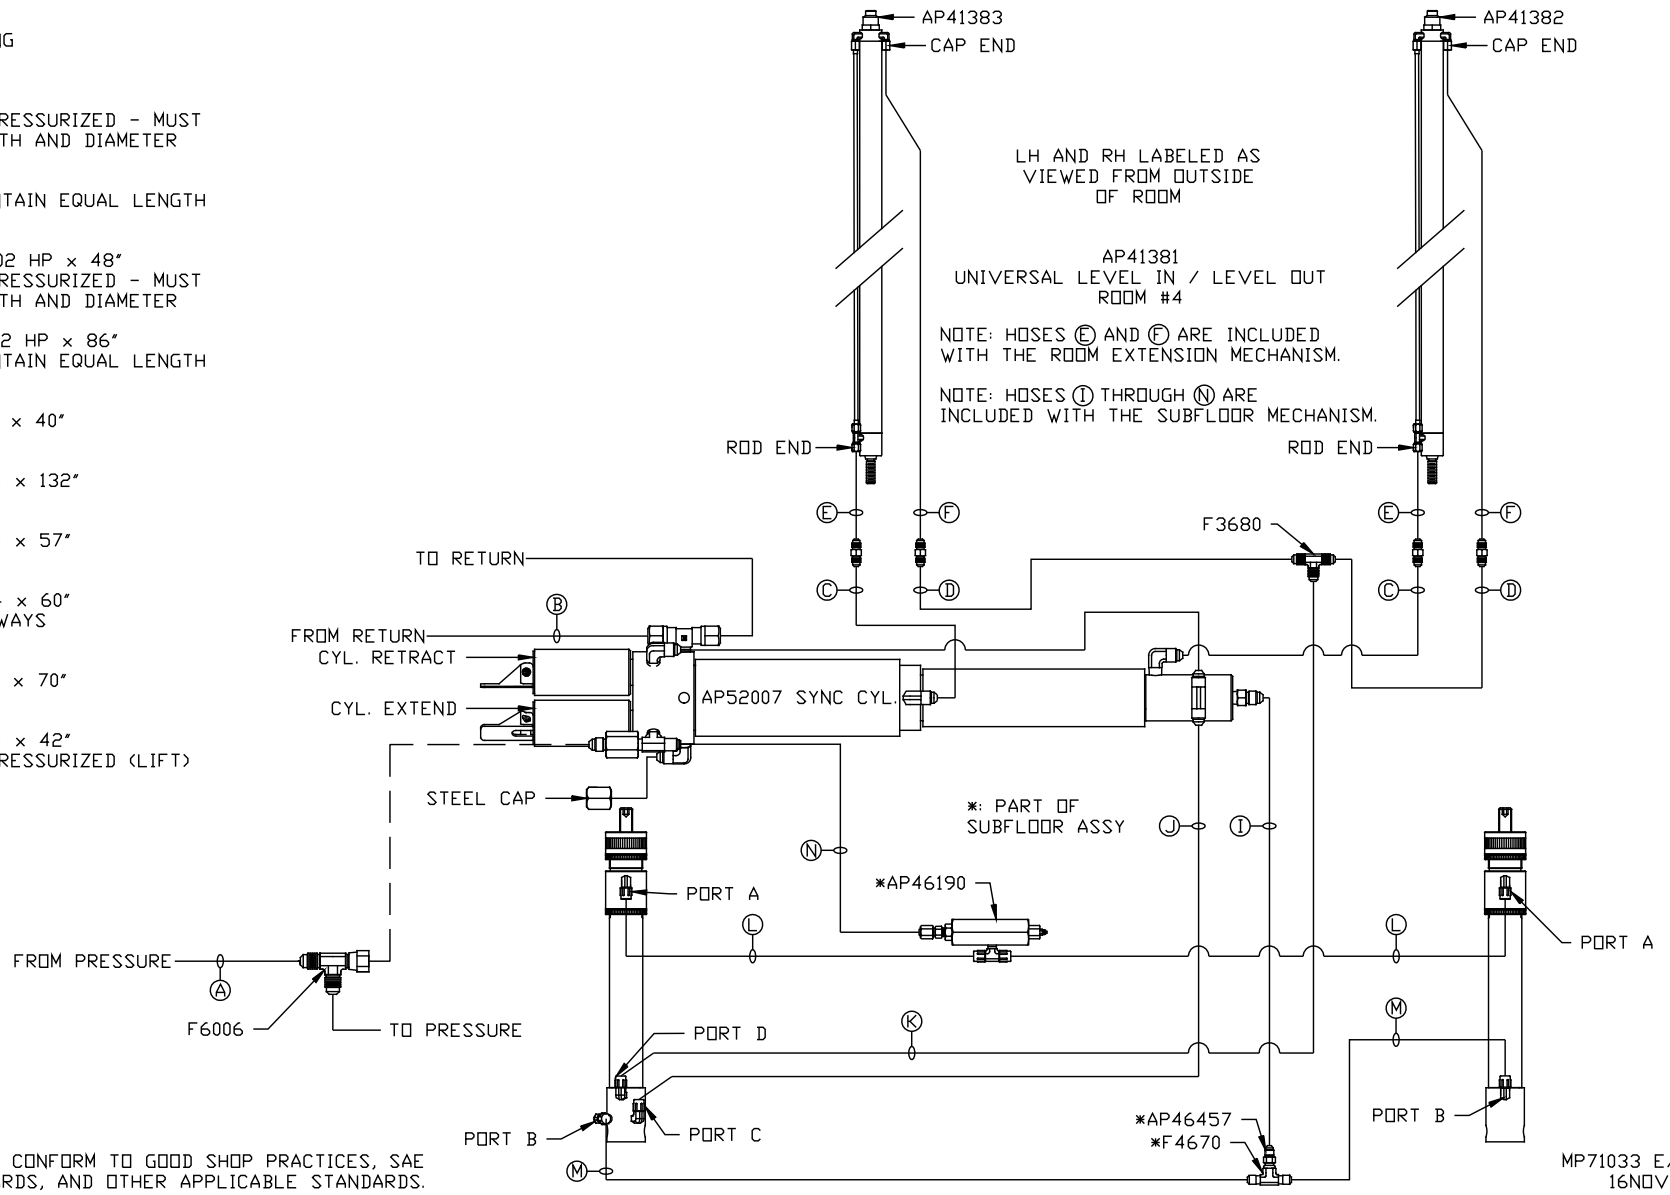 RESSURIZED - MUST
TH AND DIAMETER
TAIN EQUAL LENGTH
02 HP x 48"
RESSURIZED - MUST
TH AND DIAMETER
2 HP x 86"
TAIN EQUAL LENGTH
x 40"
x 132"
x 57"
x 60"
WAYS
x 70"
x 42"
RESSURIZED (LIFT)
AP41383
CAP END
AP41382
CAP END
LH AND RH LABELED AS
VIEWED FROM OUTSIDE
OF ROOM
AP41381
UNIVERSAL LEVEL IN / LEVEL OUT
ROOM #4
NOTE: HOSES E AND F ARE INCLUDED
WITH THE ROOM EXTENSION MECHANISM.
NOTE: HOSES I THROUGH N ARE
INCLUDED WITH THE SUBFLOOR MECHANISM.
ROD END
ROD END
E
F
E
F
F3680
TO RETURN
C
D
C
D
B
FROM RETURN
CYL. RETRACT
AP52007 SYNC CYL.
CYL. EXTEND
STEEL CAP
*: PART OF
SUBFLOOR ASSY
J
I
N
*AP46190
PORT A
L
L
PORT A
FROM PRESSURE
A
F6006
TO PRESSURE
K
M
PORT D
PORT B
PORT C
*AP46457
*F4670
PORT B
M
CONFORM TO GOOD SHOP PRACTICES, SAE
RDS, AND OTHER APPLICABLE STANDARDS.
MP71033 E
16NOV